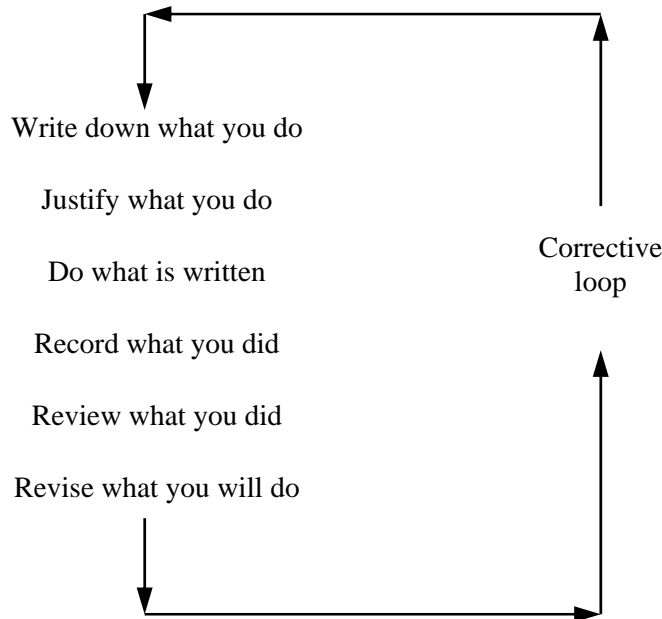 Write down what you do
Justify what you do
Do what is written
Record what you did
Review what you did
Revise what you will do
Corrective
loop